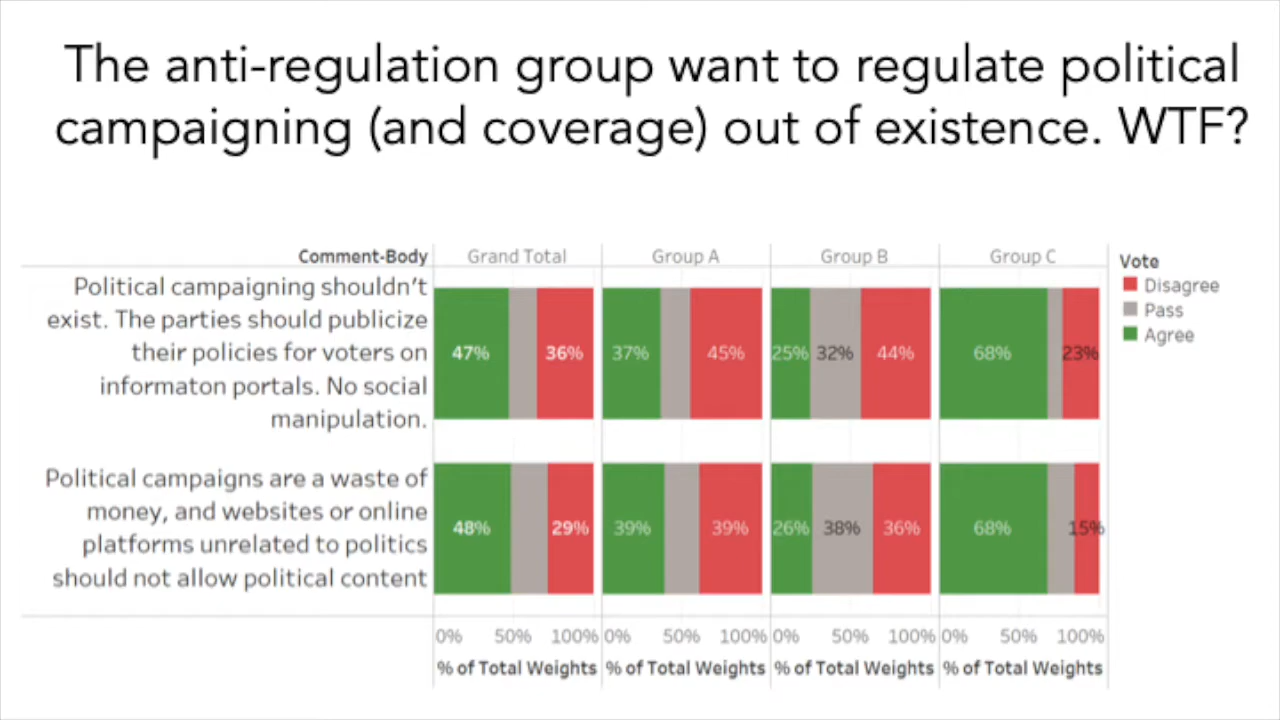 The anti-regulation group want to regulate political
campaigning (and coverage) out of existence. WTF?
Comment-Body
Grand Total
Group A
Group B
Group C
Vote
Disagree
Pass
Agree
Political campaigning shouldn't
exist. The parties should publicize
their policies for voters on
informaton portals. No social
manipulation.
47% 36% 37% 45% 25% 32% 44% 68% 23%
Political campaigns are a waste of
money, and websites or online
platforms unrelated to politics
should not allow political content
48% 29% 39% 39% 26% 38% 36% 68% 15%
0% 50% 100% 0% 50% 100% 0% 50% 100% 0% 50% 100%
% of Total Weights % of Total Weights % of Total Weights % of Total Weights